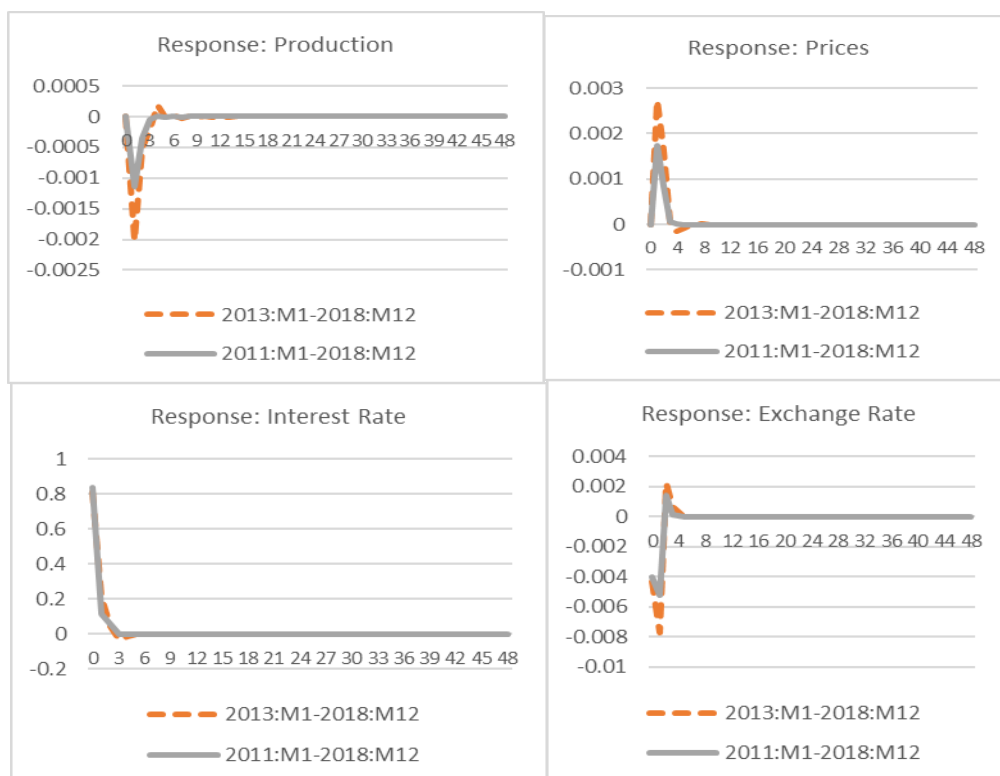 Response: Production
0.0005
0
-0.0005
-0.001
-0.0015
-0.002
-0.0025
0 3 6 9 12 15 18 21 24 27 30 33 36 39 42 45 48
2013:M1-2018:M12
2011:M1-2018:M12
Response: Prices
0.003
0.002
0.001
0
-0.001
0 4 8 12 16 20 24 28 32 36 40 44 48
2013:M1-2018:M12
2011:M1-2018:M12
Response: Interest Rate
1
0.8
0.6
0.4
0.2
0
-0.2
0 3 6 9 12 15 18 21 24 27 30 33 36 39 42 45 48
2013:M1-2018:M12
2011:M1-2018:M12
Response: Exchange Rate
0.004
0.002
0
-0.002
-0.004
-0.006
-0.008
-0.01
0 4 8 12 16 20 24 28 32 36 40 44 48
2013:M1-2018:M12
2011:M1-2018:M12